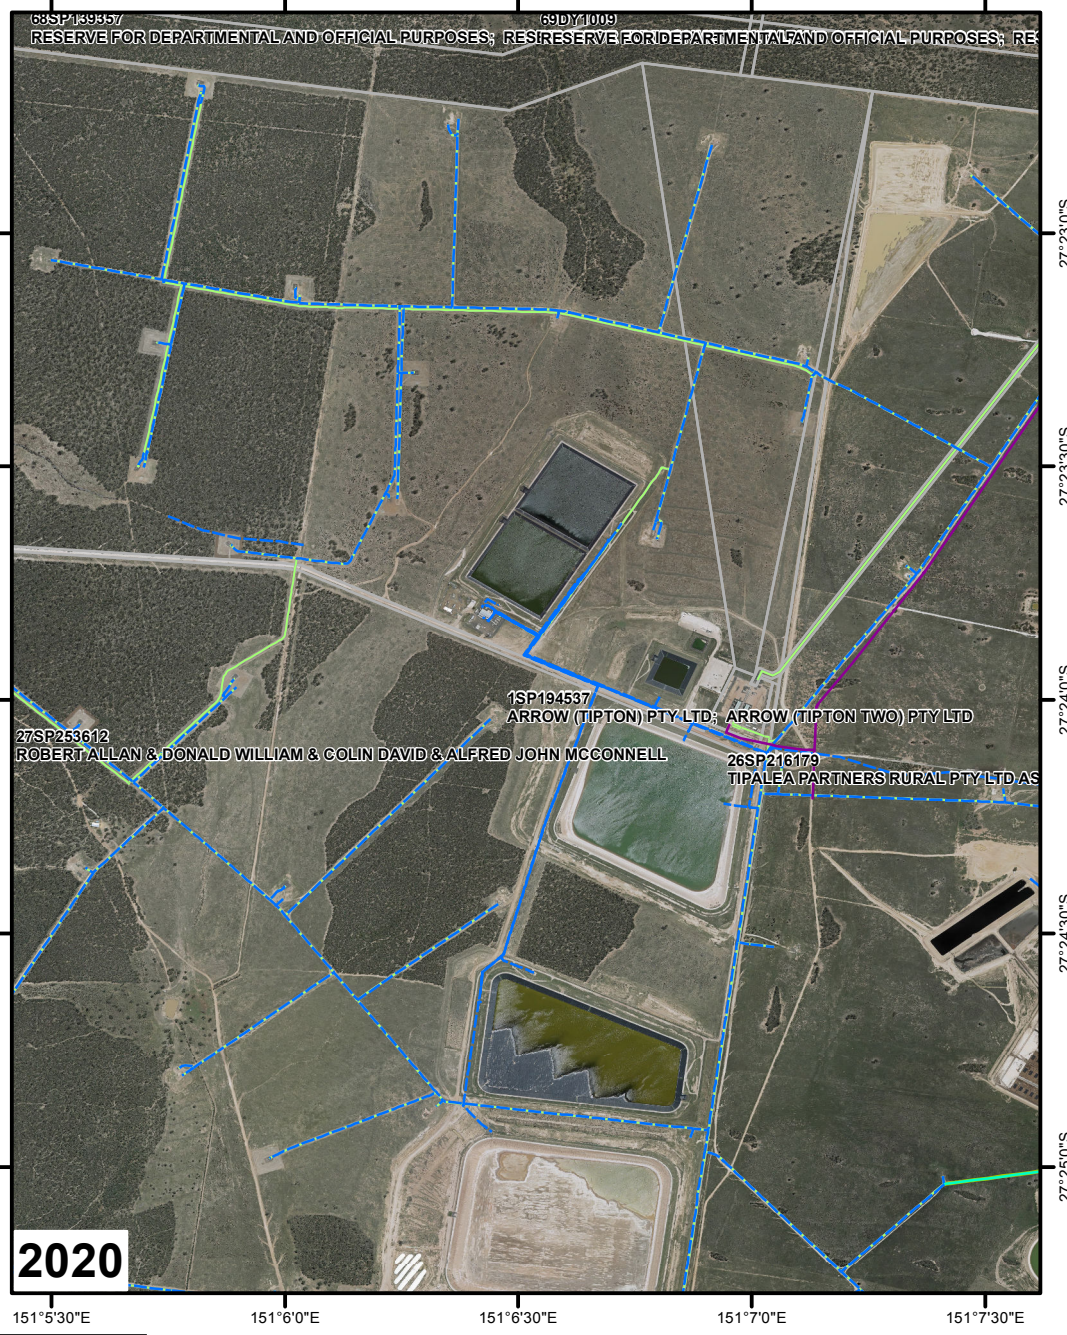 68SP139357
69DY1009
RESERVE FOR DEPARTMENTAL AND OFFICIAL PURPOSES;
RESERVE FOR DEPARTMENTAL AND OFFICIAL PURPOSES; RES
27°23'0"S
27°23'30"S
1SP194537
ARROW (TIPTON) PTY LTD; ARROW (TIPTON TWO) PTY LTD
27°24'0"S
27SP253612
ROBERT ALLAN & DONALD WILLIAM & COLIN DAVID & ALFRED JOHN MCCONNELL
26SP216179
TIPALEA PARTNERS RURAL PTY LTD AS
27°24'30"S
27°25'0"S
2020
151°5'30"E 151°6'0"E 151°6'30"E 151°7'0"E 151°7'30"E